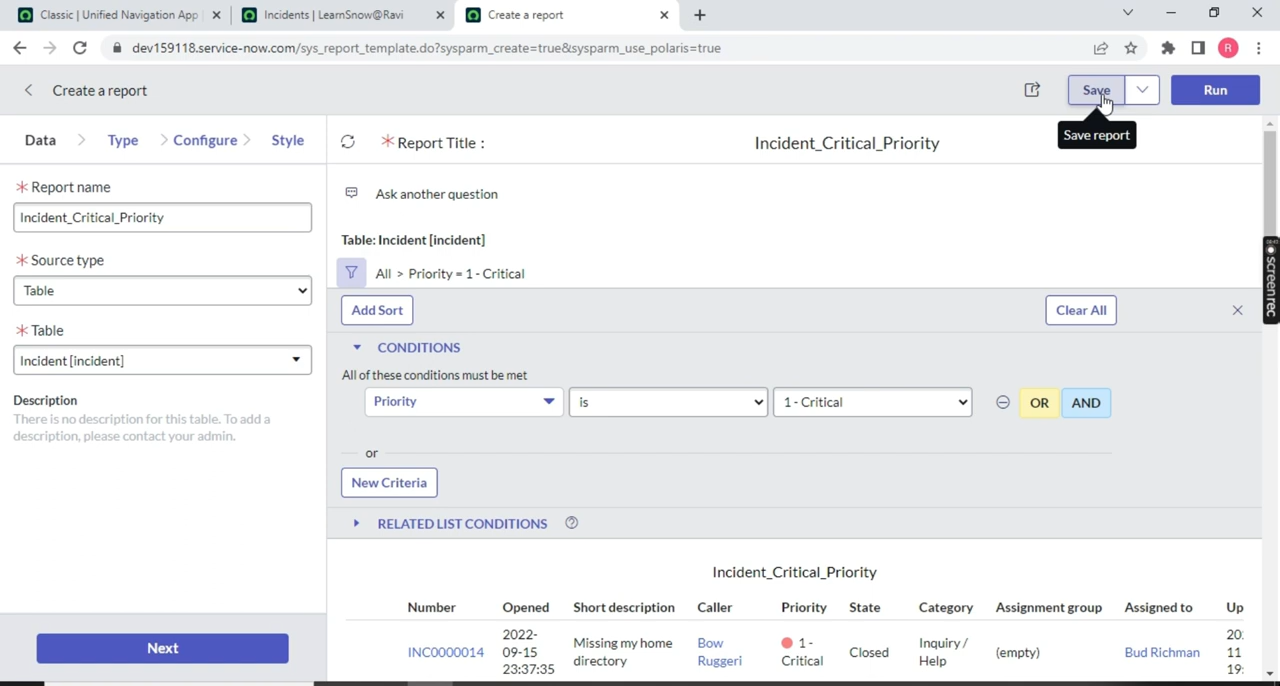 Classic | Unified Navigation App
Incidents | LearnSnow@Ravi
Create a report
dev159118.service-now.com/sys_report_template.do?sysparm_create=true&sysparm_use_polaris=true
R
Create a report
Save
Run
Save report
Data
Type
Configure
Style
* Report Title :
Incident_Critical_Priority
* Report name
Incident_Critical_Priority
* Source type
Table
* Table
Incident [incident]
Description
There is no description for this table. To add a
description, please contact your admin.
Next
Ask another question
Table: Incident [incident]
All > Priority = 1 - Critical
Add Sort
Clear All
CONDITIONS
All of these conditions must be met
Priority
is
1 - Critical
OR
AND
or
New Criteria
RELATED LIST CONDITIONS
Incident_Critical_Priority
Number Opened Short description Caller Priority State Category Assignment group Assigned to Up
INC0000014 2022-09-15 23:37:35 Missing my home directory Bow Ruggeri 1 - Critical Closed Inquiry / Help (empty) Bud Richman
screenrec